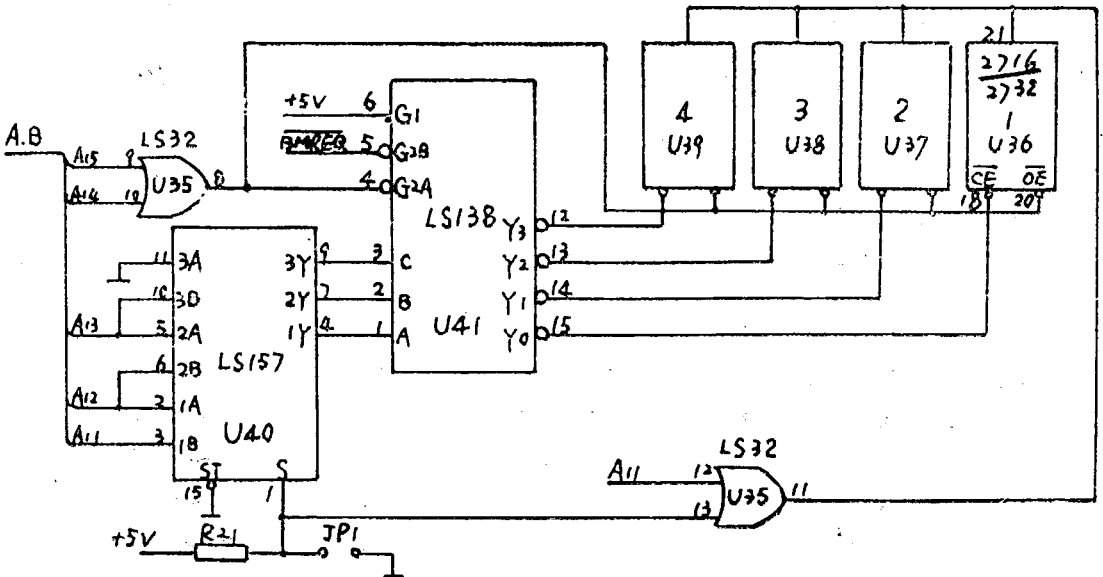 21
2716
2732
4
3
2
1
U39
U38
U37
U36
CE
OE
18
20
+5V
6
G1
BMREQ
5
G2B
4
G2A
A.B
LS32
A15
9
A14
10
U35
8
LS138
Y3
12
Y2
13
Y1
14
Y0
15
U41
3
C
2
B
1
A
11
3A
3Y
9
10
3B
2Y
7
A13
5
2A
1Y
4
LS157
6
2B
A12
2
1A
A11
3
1B
U40
ST
S
15
1
LS32
A11
12
U35
11
13
+5V
R21
JP1